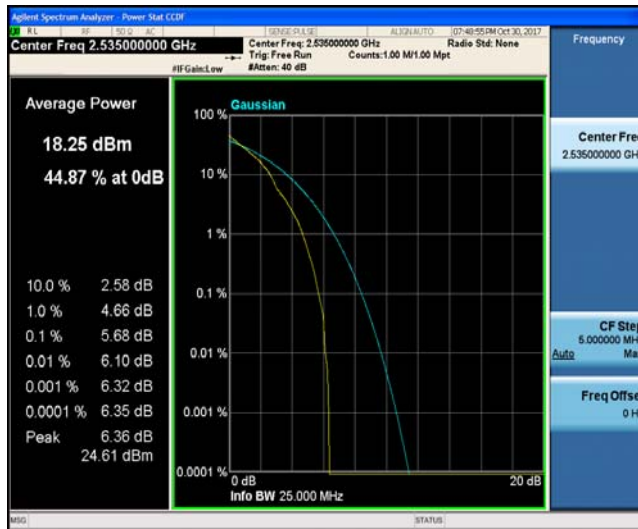 Agilent Spectrum Analyzer - Power Stat CCDF
RL RF 50 Ω AC SENSE:PULSE ALIGNAUTO 07:48:55 PM Oct 30, 2017
Center Freq 2.535000000 GHz
Center Freq: 2.535000000 GHz Radio Std: None
Trig: Free Run Counts:1.00 M/1.00 Mpt
#IFGain:Low #Atten: 40 dB
Frequency
Average Power
18.25 dBm
44.87 % at 0dB
10.0 % 2.58 dB
1.0 % 4.66 dB
0.1 % 5.68 dB
0.01 % 6.10 dB
0.001 % 6.32 dB
0.0001 % 6.35 dB
Peak 6.36 dB
24.61 dBm
Gaussian
100 %
10 %
1 %
0.1 %
0.01 %
0.001 %
0.0001 %
0 dB 20 dB
Info BW 25.000 MHz
Center Fre
2.535000000 GH
CF Ste
5.000000 MH
Auto Ma
Freq Offse
0 H
MSG STATUS